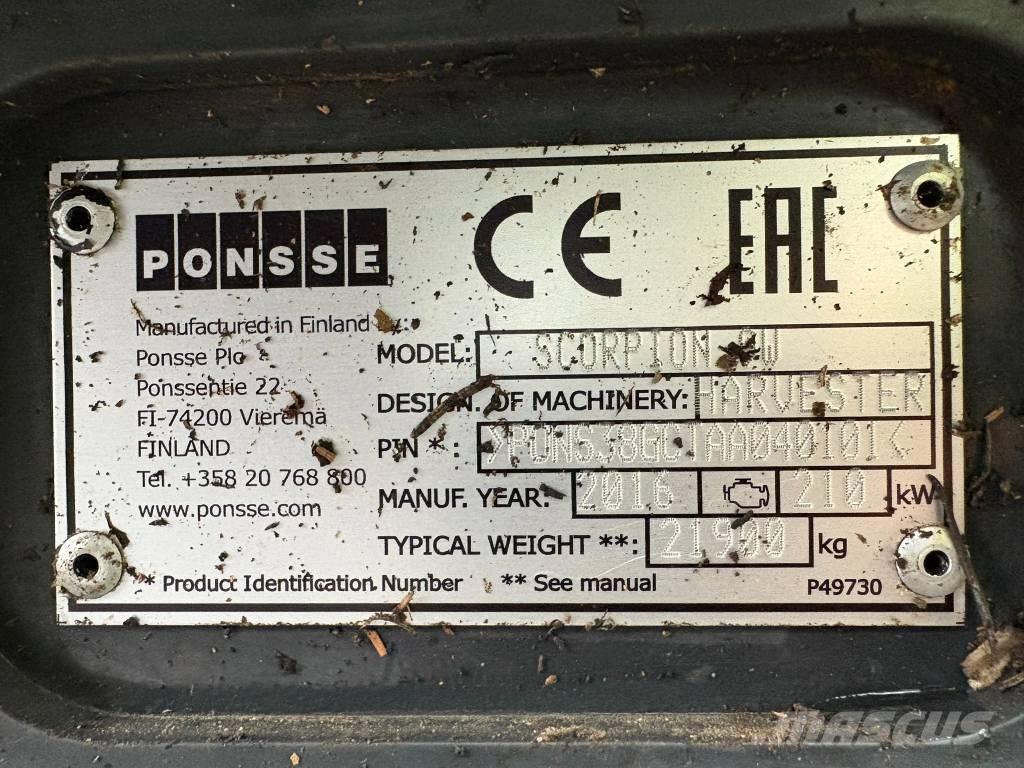 PONSSE
CE
EAC
Manufactured in Finland
Ponsse Plc
Ponssentie 22
FI-74200 Vieremä
FINLAND
Tel. +358 20 768 800
www.ponsse.com
MODEL: SCORPION
DESIGN. OF MACHINERY: HARVESTER
PIN * :
MANUF. YEAR: 2016 210 kW
TYPICAL WEIGHT **: 21900 kg
* Product Identification Number ** See manual
P49730
MASCUS